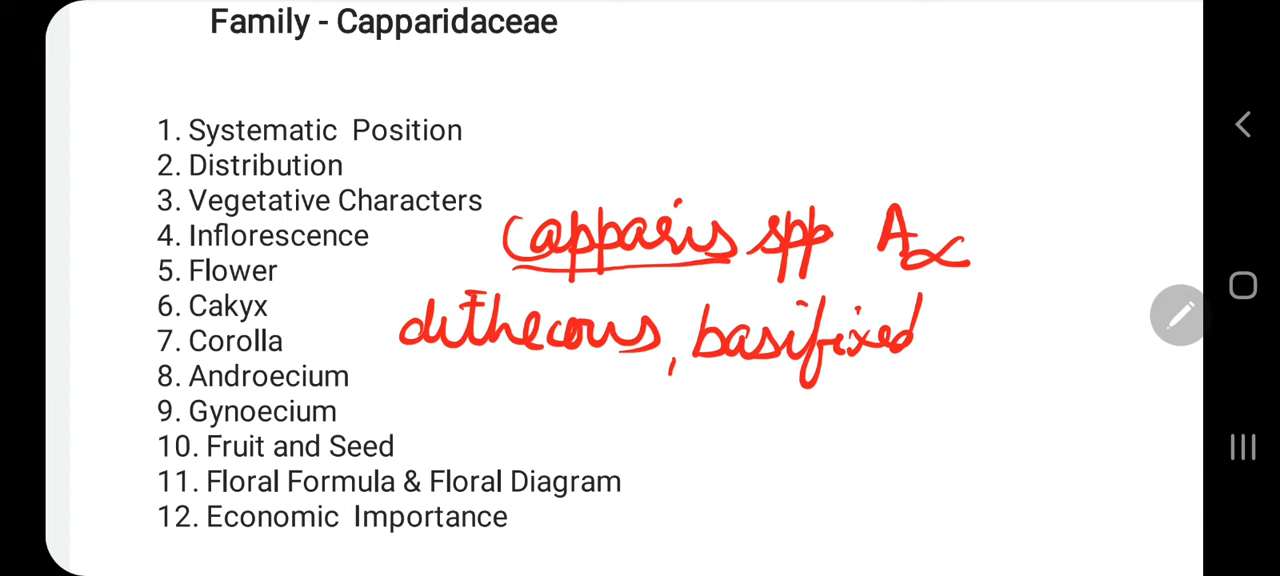 Family - Capparidaceae
1. Systematic Position
2. Distribution
3. Vegetative Characters
4. Inflorescence
5. Flower
6. Cakyx
7. Corolla
8. Androecium
9. Gynoecium
10. Fruit and Seed
11. Floral Formula & Floral Diagram
12. Economic Importance
Capparis spp A∝
dithecous, basifixed